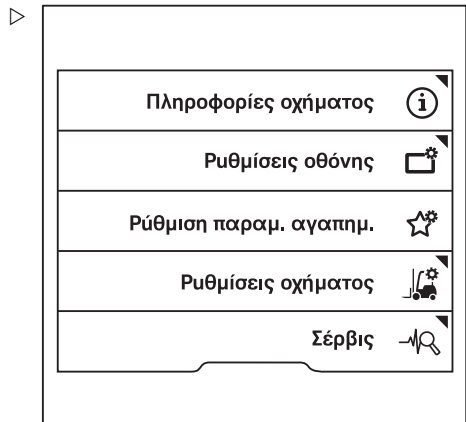 Πληροφορίες οχήματος
Ρυθμίσεις οθόνης
Ρύθμιση παραμ. αγαπημ.
Ρυθμίσεις οχήματος
Σέρβις